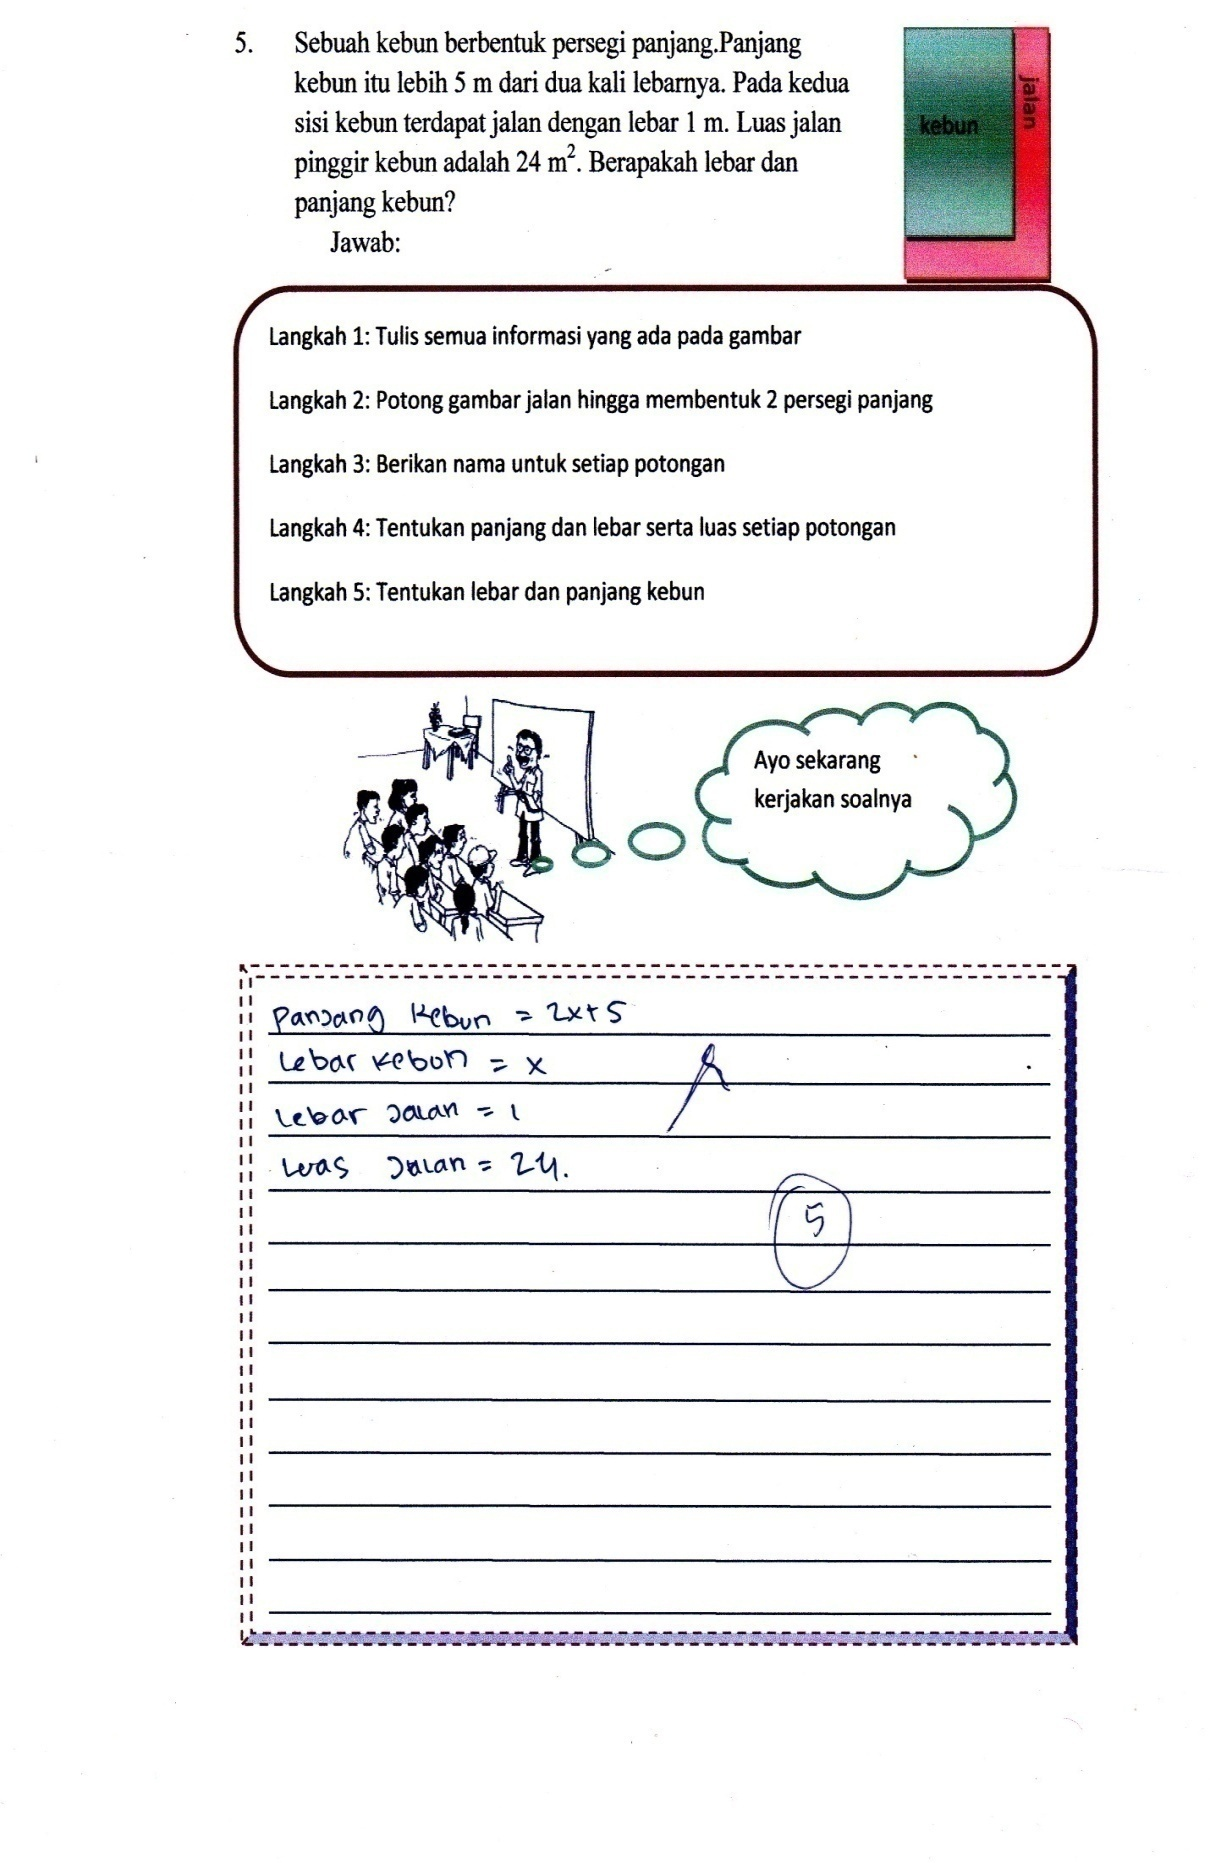 5. Sebuah kebun berbentuk persegi panjang.Panjang
kebun itu lebih 5 m dari dua kali lebarnya. Pada kedua
sisi kebun terdapat jalan dengan lebar 1 m. Luas jalan
pinggir kebun adalah 24 m². Berapakah lebar dan
panjang kebun?
Jawab:
kebun
jalan
Langkah 1: Tulis semua informasi yang ada pada gambar
Langkah 2: Potong gambar jalan hingga membentuk 2 persegi panjang
Langkah 3: Berikan nama untuk setiap potongan
Langkah 4: Tentukan panjang dan lebar serta luas setiap potongan
Langkah 5: Tentukan lebar dan panjang kebun
Ayo sekarang
kerjakan soalnya
Panjang Kebun = 2x+5
Lebar kebun = x
Lebar Jalan = 1
Luas Jalan = 24.
5